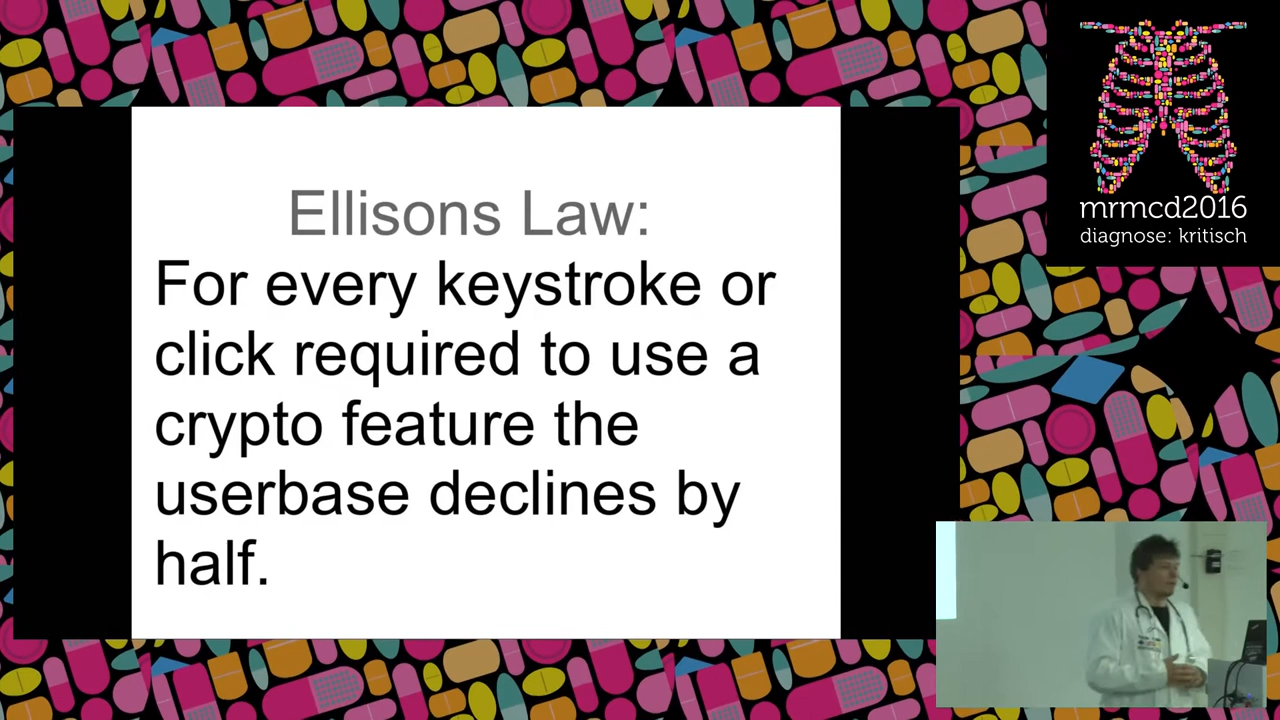 Ellisons Law:
For every keystroke or
click required to use a
crypto feature the
userbase declines by
half.
mrmcd2016
diagnose: kritisch